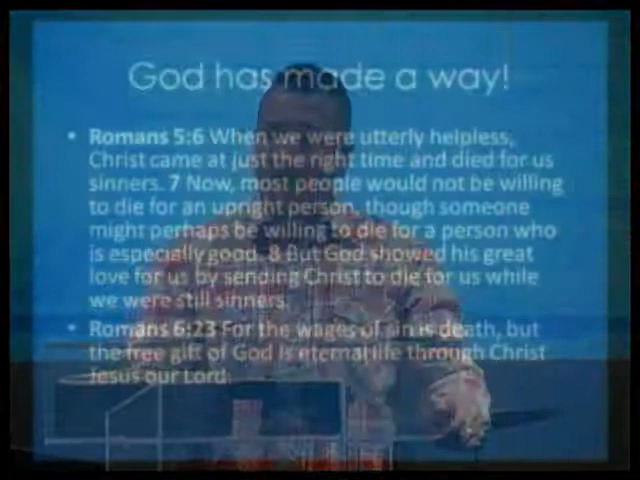 God has made a way!
• Romans 5:6 When we were utterly helpless,
Christ came at just the right time and died for us
sinners. 7 Now, most people would not be willing
to die for an upright person, though someone
might perhaps be willing to die for a person who
is especially good. 8 But God showed his great
love for us by sending Christ to die for us while
we were still sinners.
• Romans 6:23 For the wages of sin is death, but
the free gift of God is eternal life through Christ
Jesus our Lord.